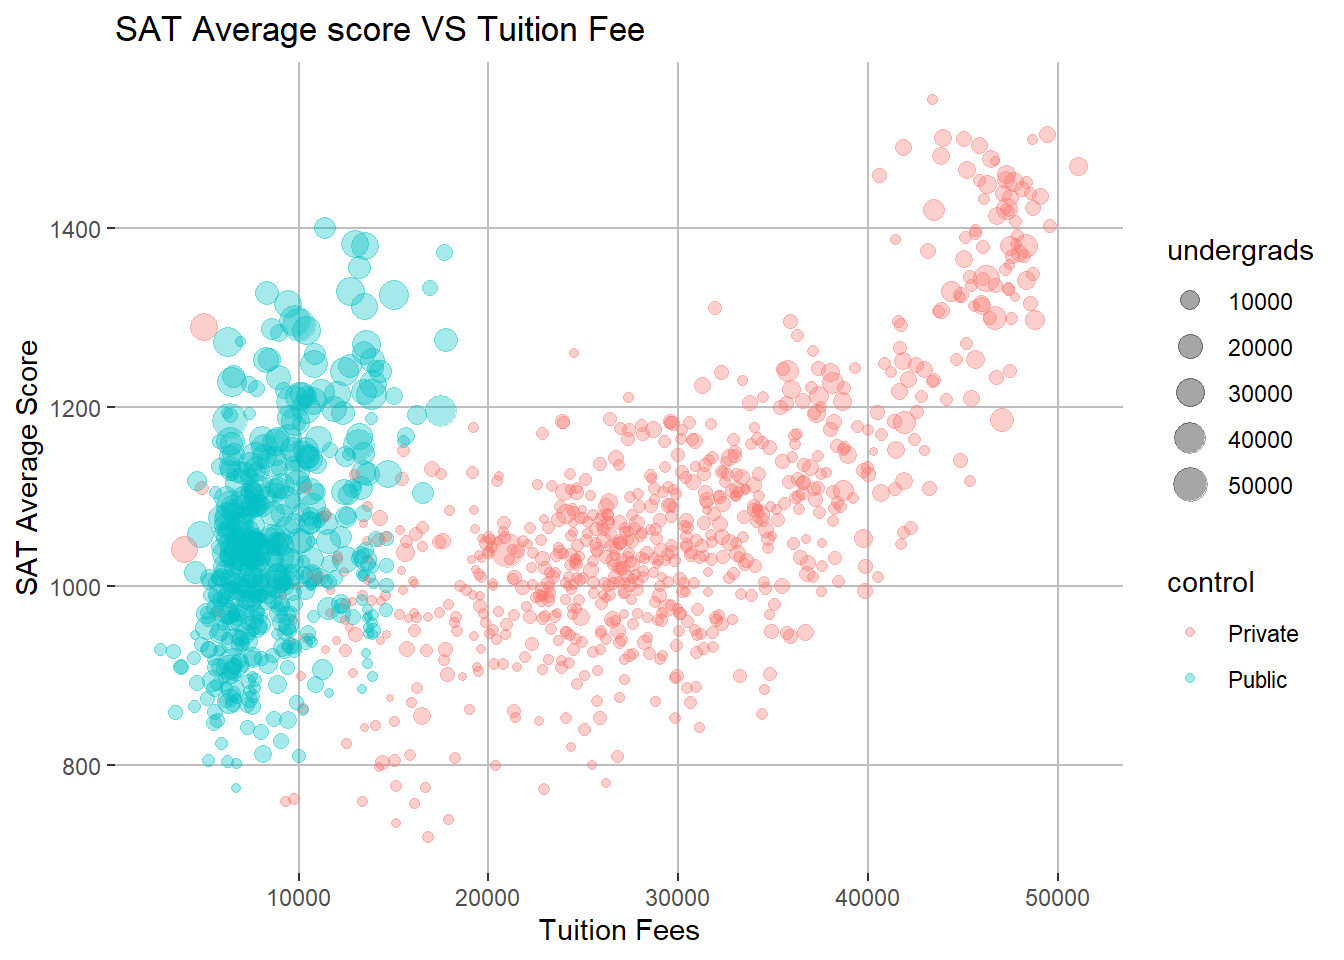 SAT Average score VS Tuition Fee
SAT Average Score
1400
1200
1000
800
10000
20000
30000
40000
50000
Tuition Fees
undergrads
10000
20000
30000
40000
50000
control
Private
Public